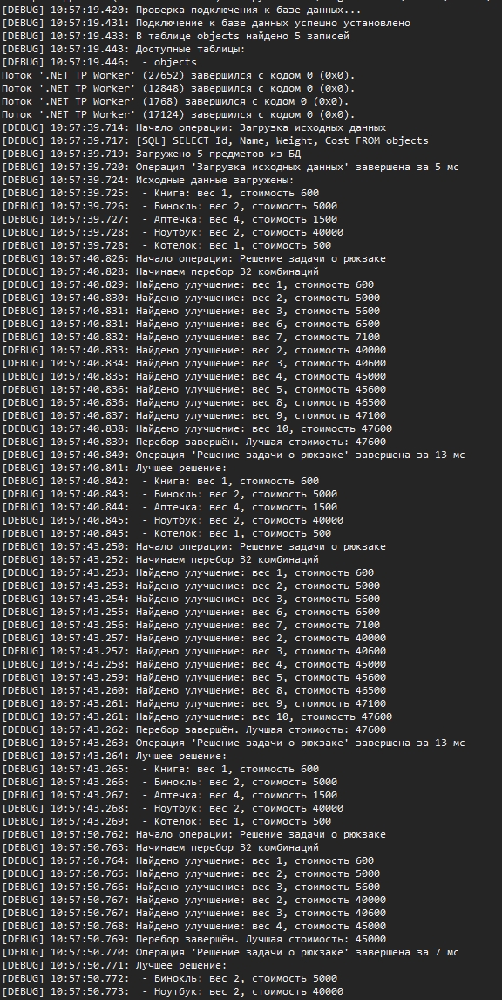 [DEBUG] 10:57:19.420: Проверка подключения к базе данных...
[DEBUG] 10:57:19.431: Подключение к базе данных успешно установлено
[DEBUG] 10:57:19.433: В таблице objects найдено 5 записей
[DEBUG] 10:57:19.443: Доступные таблицы:
[DEBUG] 10:57:19.446:  - objects
Поток '.NET TP Worker' (27652) завершился с кодом 0 (0x0).
Поток '.NET TP Worker' (12848) завершился с кодом 0 (0x0).
Поток '.NET TP Worker' (1768) завершился с кодом 0 (0x0).
Поток '.NET TP Worker' (17124) завершился с кодом 0 (0x0).
[DEBUG] 10:57:39.714: Начало операции: Загрузка исходных данных
[DEBUG] 10:57:39.717: [SQL] SELECT Id, Name, Weight, Cost FROM objects
[DEBUG] 10:57:39.719: Загружено 5 предметов из БД
[DEBUG] 10:57:39.720: Операция 'Загрузка исходных данных' завершена за 5 мс
[DEBUG] 10:57:39.724: Исходные данные загружены:
[DEBUG] 10:57:39.725:  - Книга: вес 1, стоимость 600
[DEBUG] 10:57:39.726:  - Бинокль: вес 2, стоимость 5000
[DEBUG] 10:57:39.727:  - Аптечка: вес 4, стоимость 1500
[DEBUG] 10:57:39.728:  - Ноутбук: вес 2, стоимость 40000
[DEBUG] 10:57:39.728:  - Котелок: вес 1, стоимость 500
[DEBUG] 10:57:40.826: Начало операции: Решение задачи о рюкзаке
[DEBUG] 10:57:40.828: Начинаем перебор 32 комбинаций
[DEBUG] 10:57:40.829: Найдено улучшение: вес 1, стоимость 600
[DEBUG] 10:57:40.830: Найдено улучшение: вес 2, стоимость 5000
[DEBUG] 10:57:40.831: Найдено улучшение: вес 3, стоимость 5600
[DEBUG] 10:57:40.831: Найдено улучшение: вес 6, стоимость 6500
[DEBUG] 10:57:40.832: Найдено улучшение: вес 7, стоимость 7100
[DEBUG] 10:57:40.833: Найдено улучшение: вес 2, стоимость 40000
[DEBUG] 10:57:40.834: Найдено улучшение: вес 3, стоимость 40600
[DEBUG] 10:57:40.835: Найдено улучшение: вес 4, стоимость 45000
[DEBUG] 10:57:40.836: Найдено улучшение: вес 5, стоимость 45600
[DEBUG] 10:57:40.836: Найдено улучшение: вес 8, стоимость 46500
[DEBUG] 10:57:40.837: Найдено улучшение: вес 9, стоимость 47100
[DEBUG] 10:57:40.838: Найдено улучшение: вес 10, стоимость 47600
[DEBUG] 10:57:40.839: Перебор завершён. Лучшая стоимость: 47600
[DEBUG] 10:57:40.840: Операция 'Решение задачи о рюкзаке' завершена за 13 мс
[DEBUG] 10:57:40.841: Лучшее решение:
[DEBUG] 10:57:40.842:  - Книга: вес 1, стоимость 600
[DEBUG] 10:57:40.843:  - Бинокль: вес 2, стоимость 5000
[DEBUG] 10:57:40.844:  - Аптечка: вес 4, стоимость 1500
[DEBUG] 10:57:40.845:  - Ноутбук: вес 2, стоимость 40000
[DEBUG] 10:57:40.845:  - Котелок: вес 1, стоимость 500
[DEBUG] 10:57:43.250: Начало операции: Решение задачи о рюкзаке
[DEBUG] 10:57:43.252: Начинаем перебор 32 комбинаций
[DEBUG] 10:57:43.253: Найдено улучшение: вес 1, стоимость 600
[DEBUG] 10:57:43.253: Найдено улучшение: вес 2, стоимость 5000
[DEBUG] 10:57:43.254: Найдено улучшение: вес 3, стоимость 5600
[DEBUG] 10:57:43.255: Найдено улучшение: вес 6, стоимость 6500
[DEBUG] 10:57:43.256: Найдено улучшение: вес 7, стоимость 7100
[DEBUG] 10:57:43.257: Найдено улучшение: вес 2, стоимость 40000
[DEBUG] 10:57:43.257: Найдено улучшение: вес 3, стоимость 40600
[DEBUG] 10:57:43.258: Найдено улучшение: вес 4, стоимость 45000
[DEBUG] 10:57:43.259: Найдено улучшение: вес 5, стоимость 45600
[DEBUG] 10:57:43.260: Найдено улучшение: вес 8, стоимость 46500
[DEBUG] 10:57:43.261: Найдено улучшение: вес 9, стоимость 47100
[DEBUG] 10:57:43.261: Найдено улучшение: вес 10, стоимость 47600
[DEBUG] 10:57:43.262: Перебор завершён. Лучшая стоимость: 47600
[DEBUG] 10:57:43.263: Операция 'Решение задачи о рюкзаке' завершена за 13 мс
[DEBUG] 10:57:43.264: Лучшее решение:
[DEBUG] 10:57:43.265:  - Книга: вес 1, стоимость 600
[DEBUG] 10:57:43.266:  - Бинокль: вес 2, стоимость 5000
[DEBUG] 10:57:43.267:  - Аптечка: вес 4, стоимость 1500
[DEBUG] 10:57:43.268:  - Ноутбук: вес 2, стоимость 40000
[DEBUG] 10:57:43.269:  - Котелок: вес 1, стоимость 500
[DEBUG] 10:57:50.762: Начало операции: Решение задачи о рюкзаке
[DEBUG] 10:57:50.763: Начинаем перебор 32 комбинаций
[DEBUG] 10:57:50.764: Найдено улучшение: вес 1, стоимость 600
[DEBUG] 10:57:50.765: Найдено улучшение: вес 2, стоимость 5000
[DEBUG] 10:57:50.766: Найдено улучшение: вес 3, стоимость 5600
[DEBUG] 10:57:50.767: Найдено улучшение: вес 2, стоимость 40000
[DEBUG] 10:57:50.767: Найдено улучшение: вес 3, стоимость 40600
[DEBUG] 10:57:50.768: Найдено улучшение: вес 4, стоимость 45000
[DEBUG] 10:57:50.769: Перебор завершён. Лучшая стоимость: 45000
[DEBUG] 10:57:50.770: Операция 'Решение задачи о рюкзаке' завершена за 7 мс
[DEBUG] 10:57:50.771: Лучшее решение:
[DEBUG] 10:57:50.772:  - Бинокль: вес 2, стоимость 5000
[DEBUG] 10:57:50.773:  - Ноутбук: вес 2, стоимость 40000